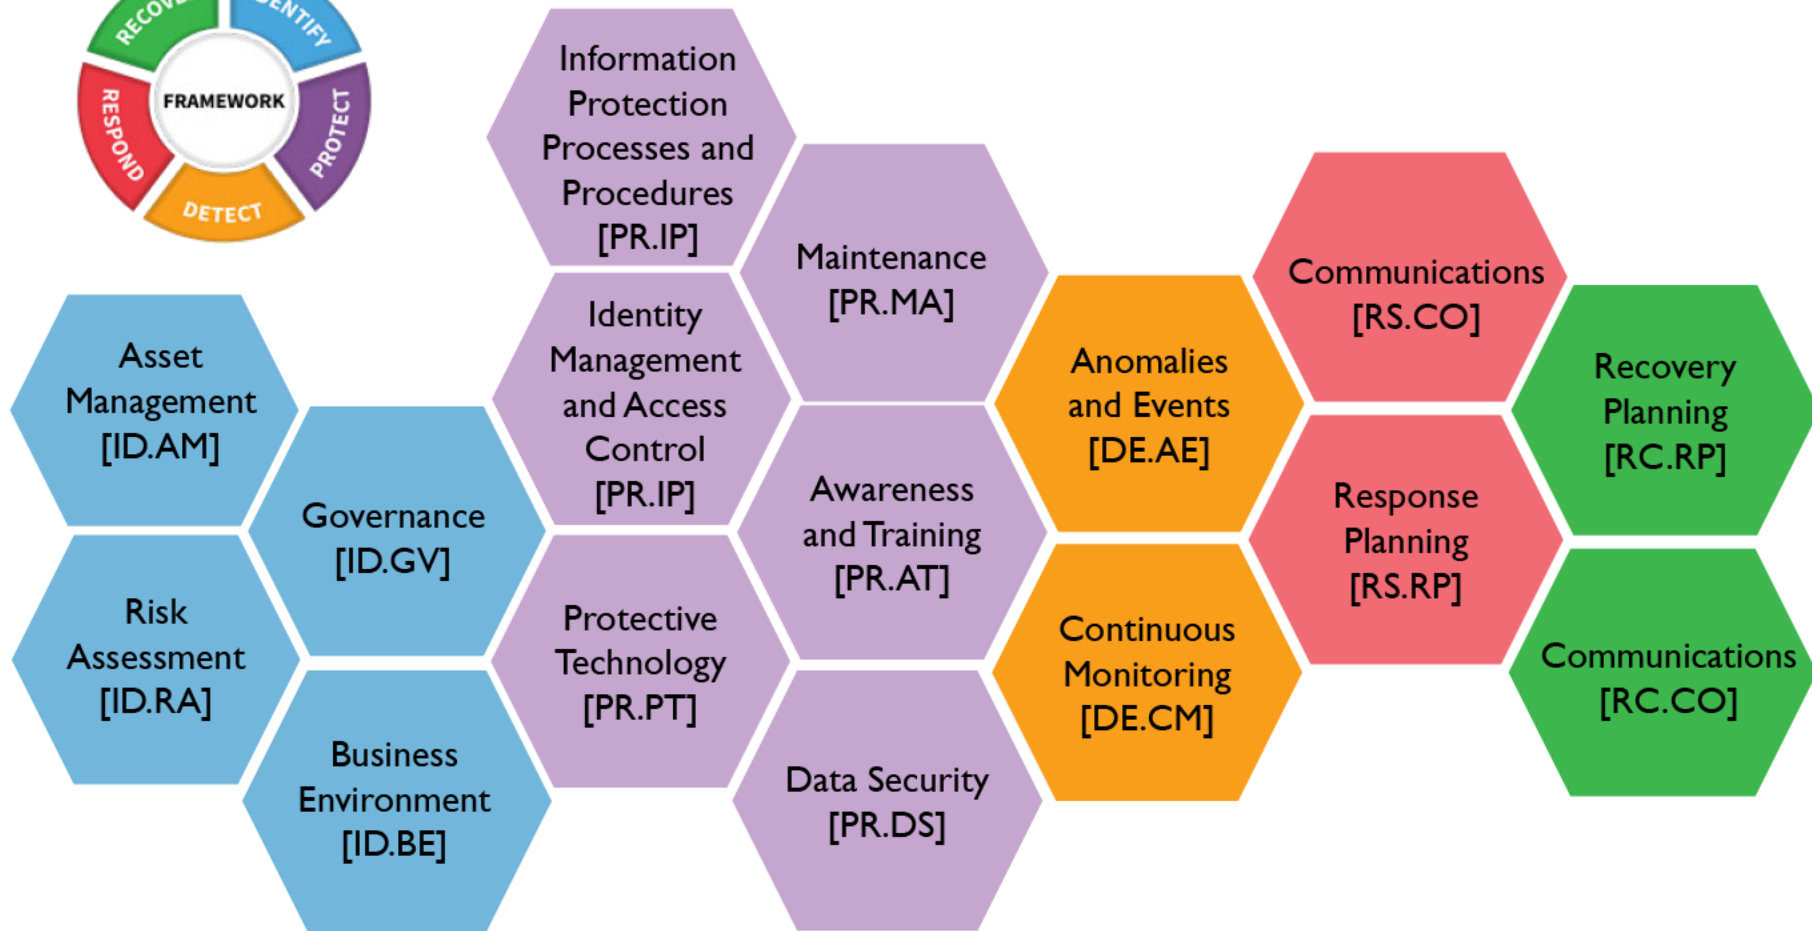 FRAMEWORK
RESPOND
PROTECT
DETECT
Information
Protection
Processes and
Procedures
[PR.IP]
Maintenance
[PR.MA]
Communications
[RS.CO]
Identity
Management
and Access
Control
[PR.IP]
Anomalies
and Events
[DE.AE]
Recovery
Planning
[RC.RP]
Asset
Management
[ID.AM]
Governance
[ID.GV]
Awareness
and Training
[PR.AT]
Response
Planning
[RS.RP]
Risk
Assessment
[ID.RA]
Protective
Technology
[PR.PT]
Continuous
Monitoring
[DE.CM]
Communications
[RC.CO]
Business
Environment
[ID.BE]
Data Security
[PR.DS]